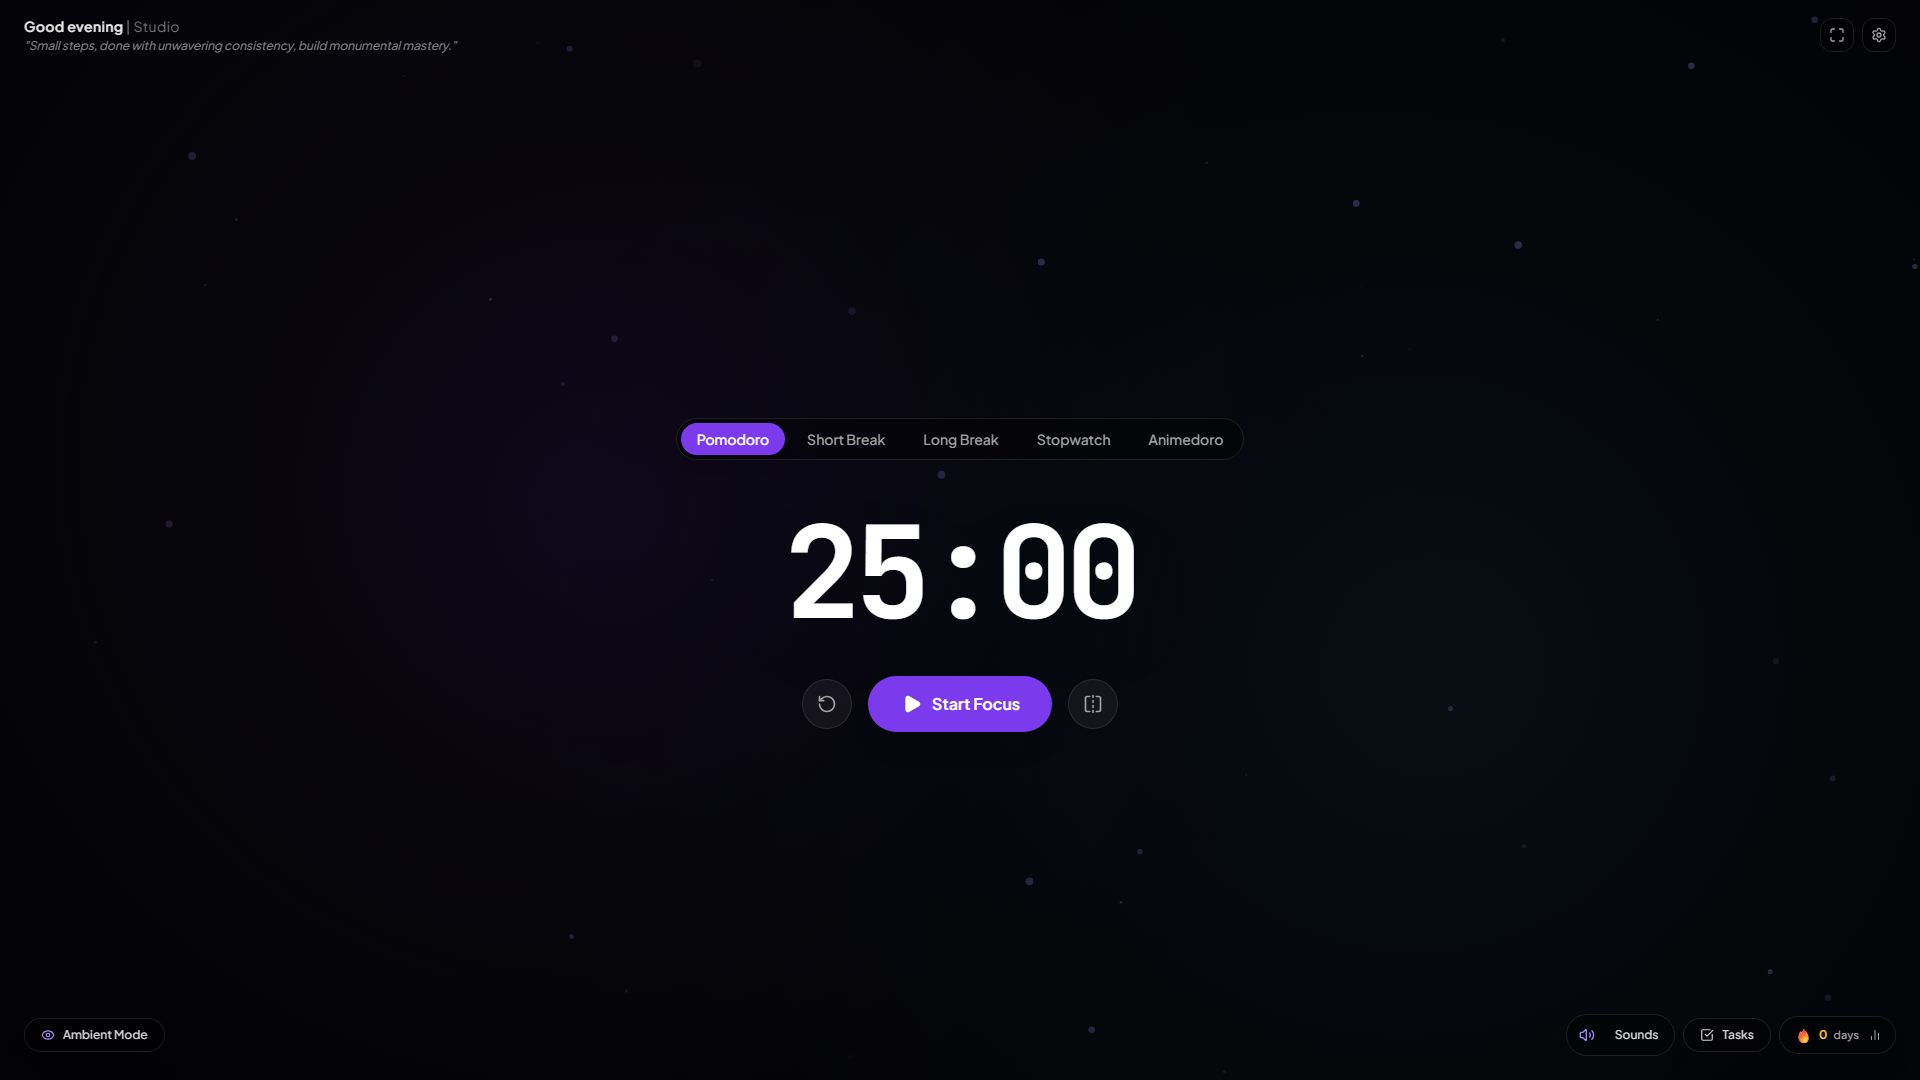 Good evening | Studio
"Small steps, done with unwavering consistency, build monumental mastery."
Pomodoro Short Break Long Break Stopwatch Animedoro
25:00
Start Focus
Ambient Mode
Sounds
Tasks
0 days